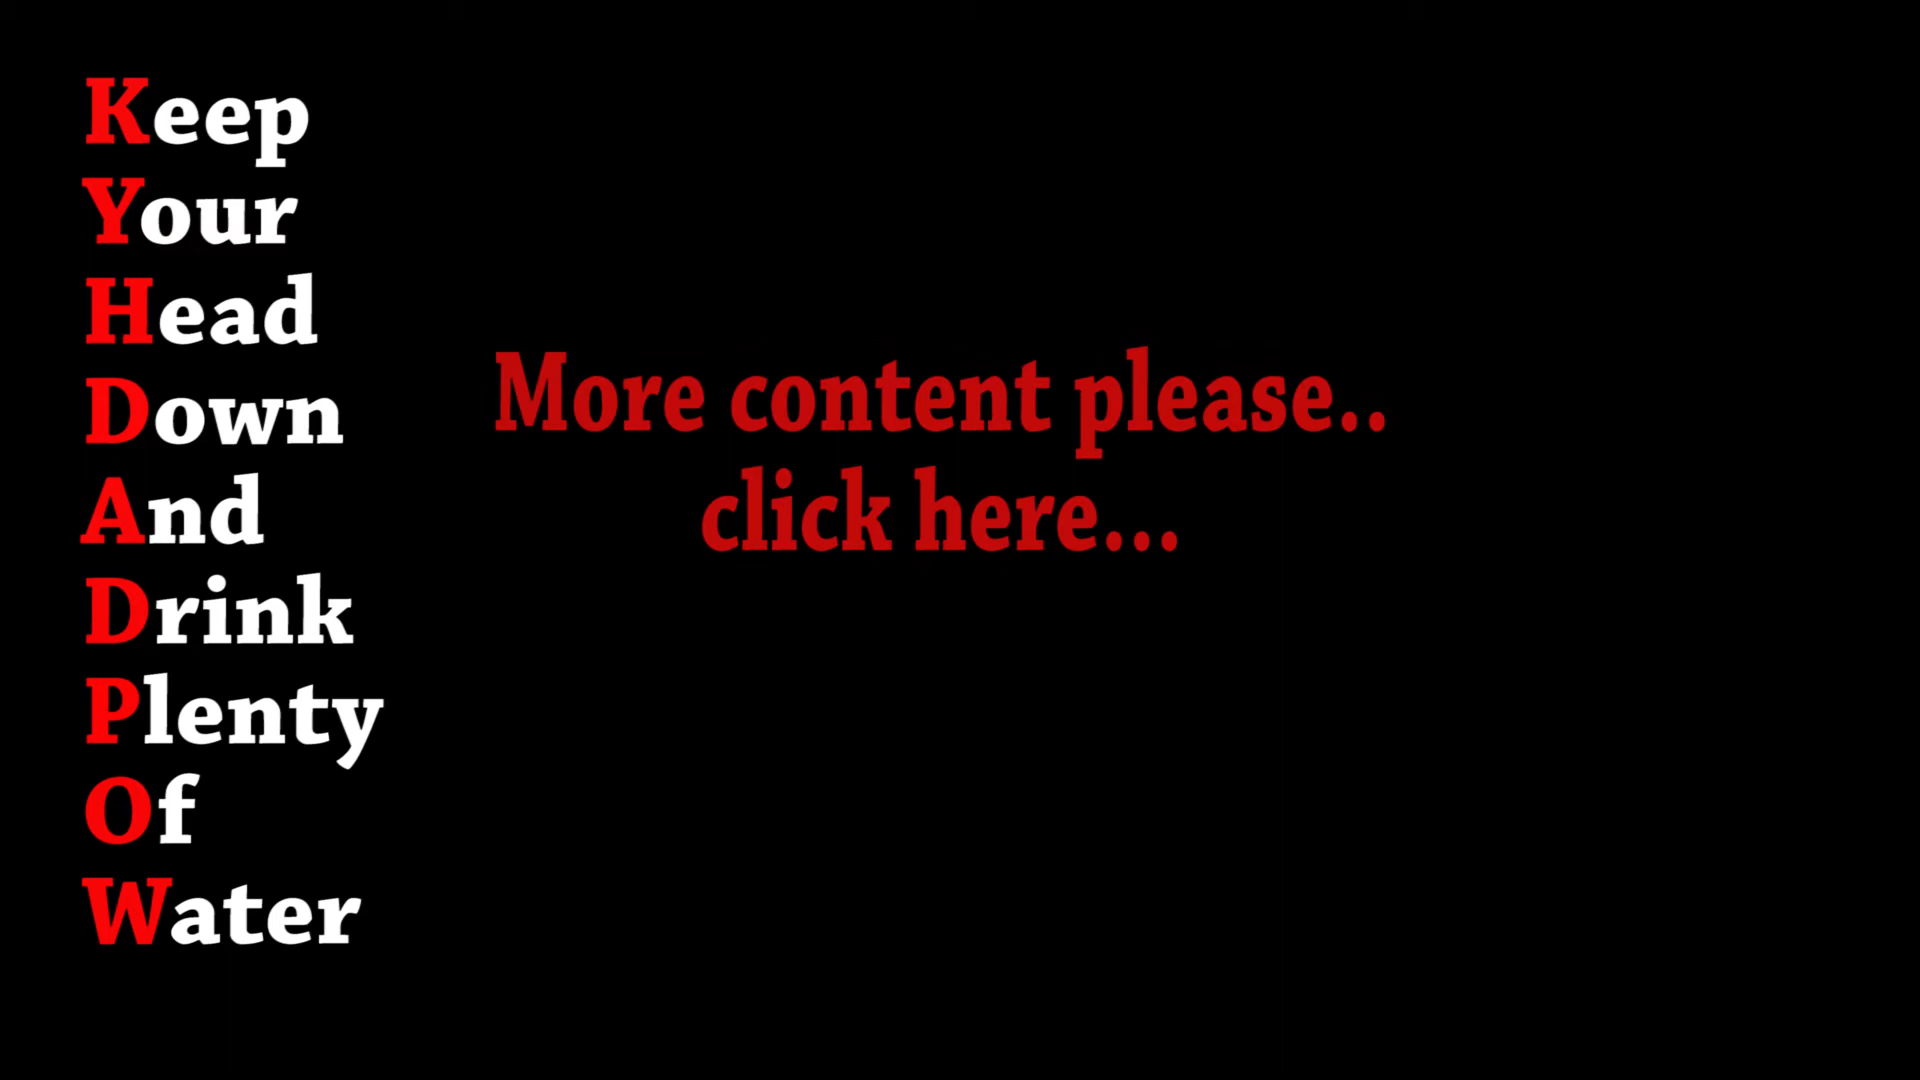 Keep
Your
Head
Down
And
Drink
Plenty
Of
Water
More content please..
click here...